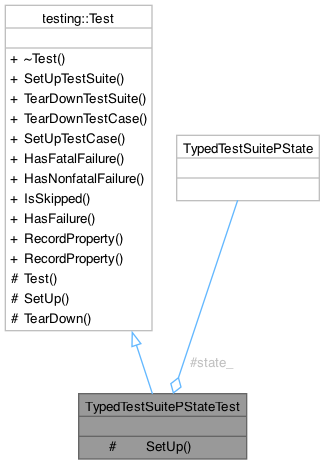 testing::Test
+ ~Test()
+ SetUpTestSuite()
+ TearDownTestSuite()
+ TearDownTestCase()
+ SetUpTestCase()
+ HasFatalFailure()
+ HasNonfatalFailure()
+ IsSkipped()
+ HasFailure()
+ RecordProperty()
+ RecordProperty()
# Test()
# SetUp()
# TearDown()
TypedTestSuitePState
#state_
TypedTestSuitePStateTest
# SetUp()